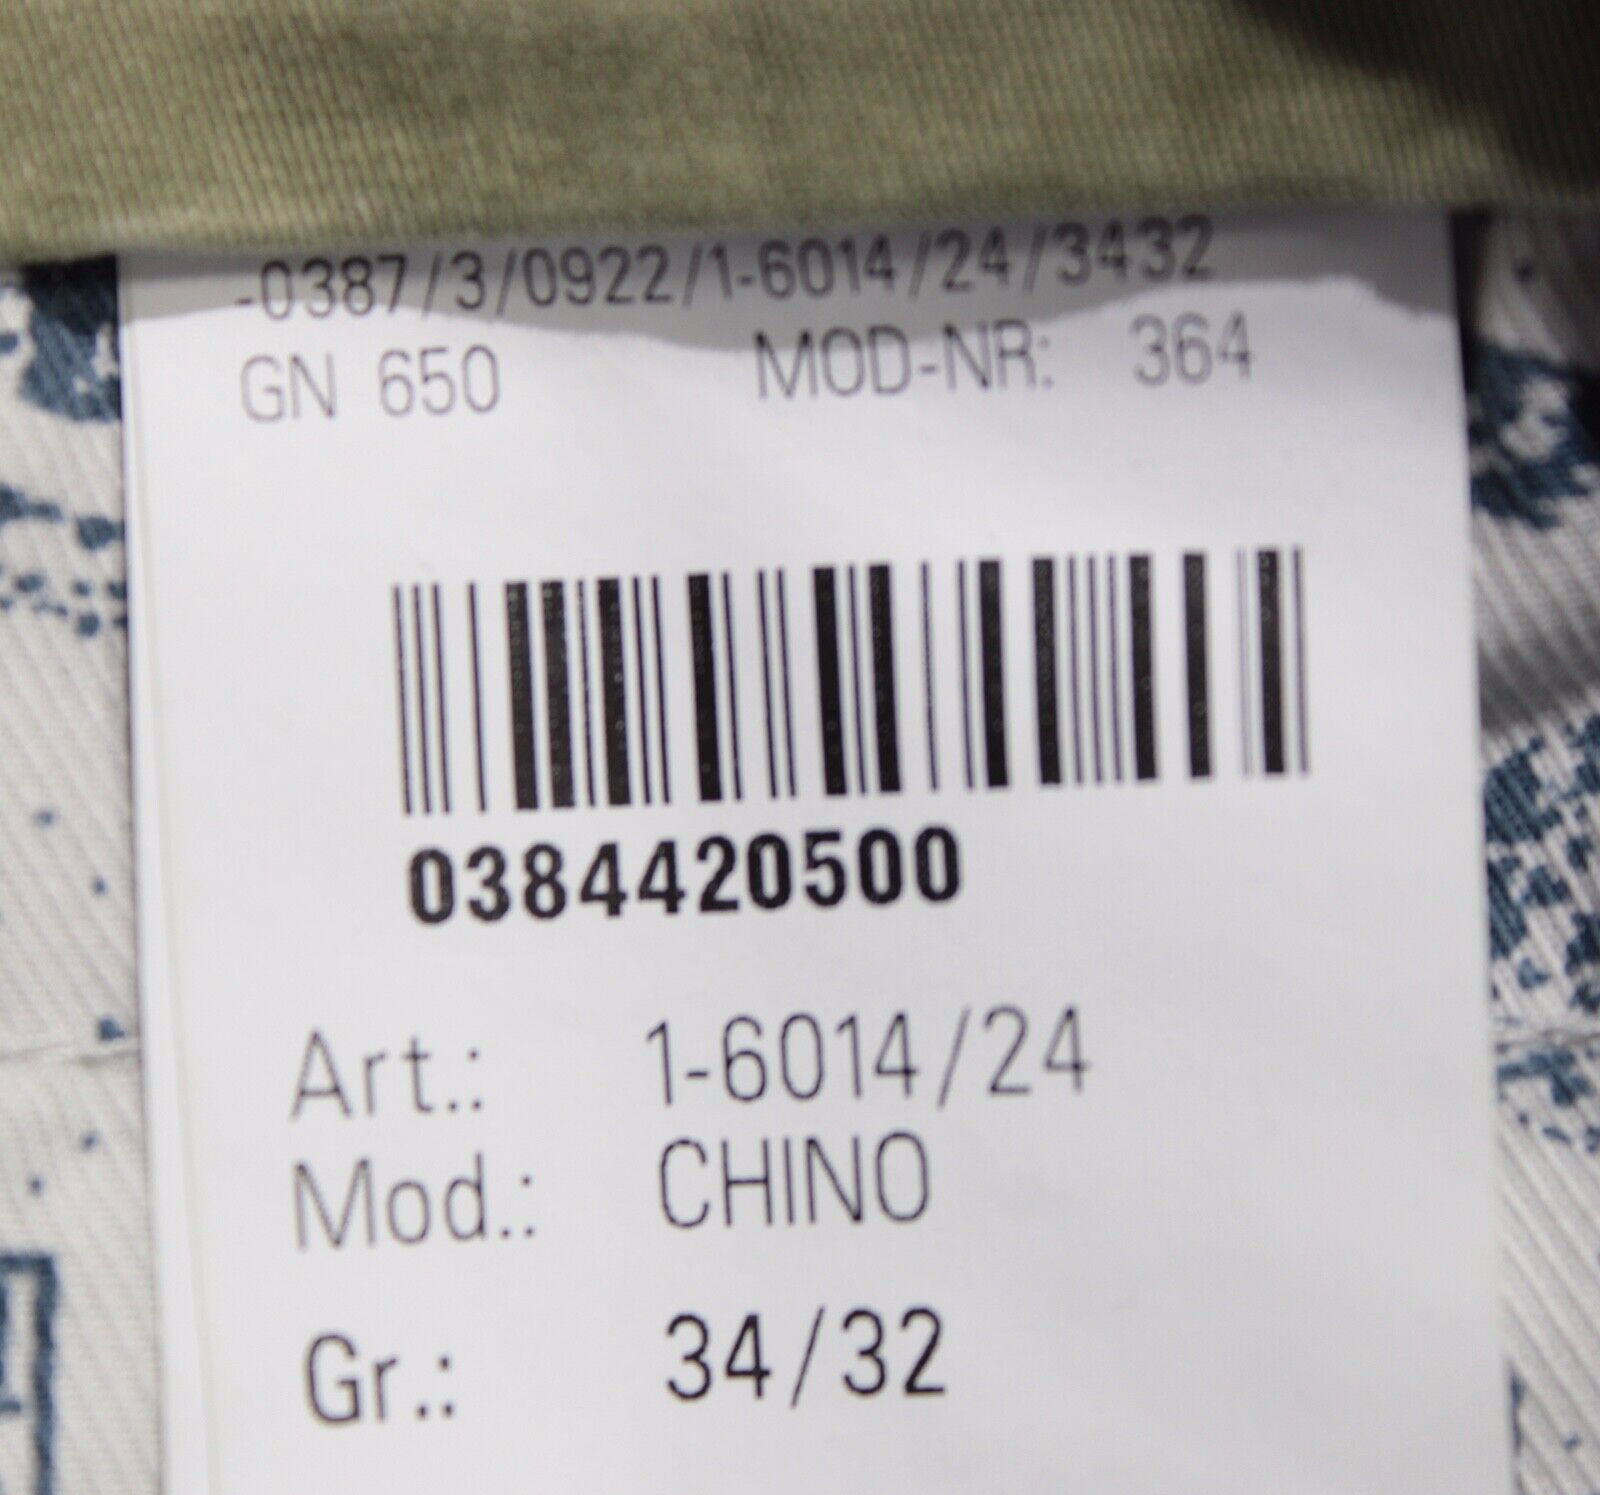 -0387/3/0922/1-6014/24/3432
GN 650 MOD-NR: 364
0384420500
Art.: 1-6014/24
Mod.: CHINO
Gr.: 34/32